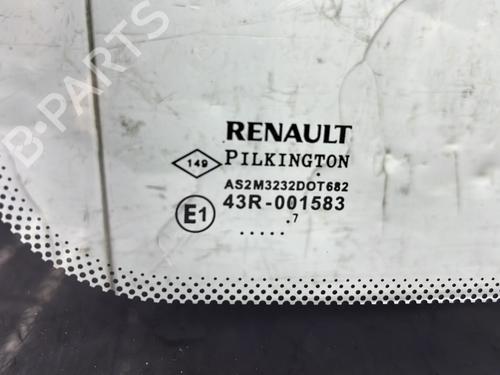 B-PARTS
RENAULT
149 PILKINGTON
AS2M3232DOT682
E1 43R-001583
.7
.....